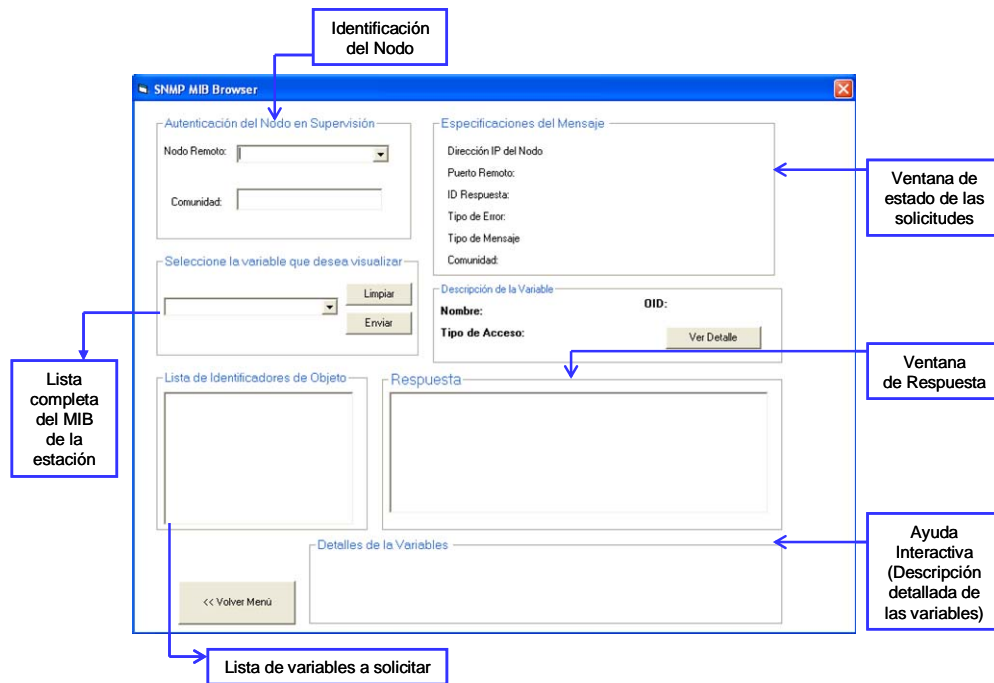 Identificación
del Nodo
SNMP MIB Browser
Autenticación del Nodo en Supervisión
Nodo Remoto:
Comunidad:
Especificaciones del Mensaje
Dirección IP del Nodo
Puerto Remoto:
ID Respuesta:
Tipo de Error:
Tipo de Mensaje
Comunidad:
Ventana de
estado de las
solicitudes
Seleccione la variable que desea visualizar
Limpiar
Enviar
Descripción de la Variable
Nombre:
OID:
Tipo de Acceso:
Ver Detalle
Lista
completa
del MIB
de la
estación
Ventana
de Respuesta
Lista de Identificadores de Objeto
Respuesta
Ayuda
Interactiva
(Descripción
detallada de
las variables)
Detalles de la Variables
<< Volver Menú
Lista de variables a solicitar